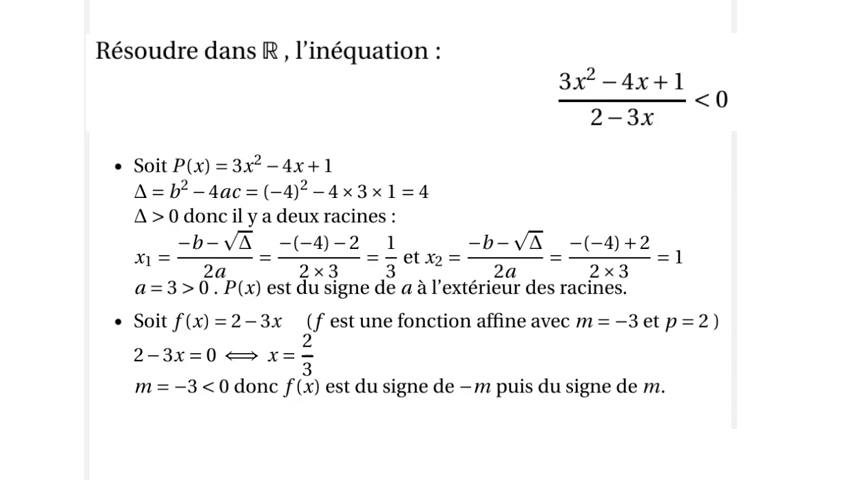 Résoudre dans ℝ , l'inéquation :
(3x² − 4x + 1)/(2 − 3x) < 0
• Soit P(x) = 3x² − 4x + 1
Δ = b² − 4ac = (−4)² − 4 × 3 × 1 = 4
Δ > 0 donc il y a deux racines :
x₁ = (−b − √Δ)/(2a) = (−(−4) − 2)/(2 × 3) = 1/3 et x₂ = (−b − √Δ)/(2a) = (−(−4) + 2)/(2 × 3) = 1
a = 3 > 0 . P(x) est du signe de a à l'extérieur des racines.
• Soit f(x) = 2 − 3x (f est une fonction affine avec m = −3 et p = 2 )
2 − 3x = 0 ⟺ x = 2/3
m = −3 < 0 donc f(x) est du signe de −m puis du signe de m.